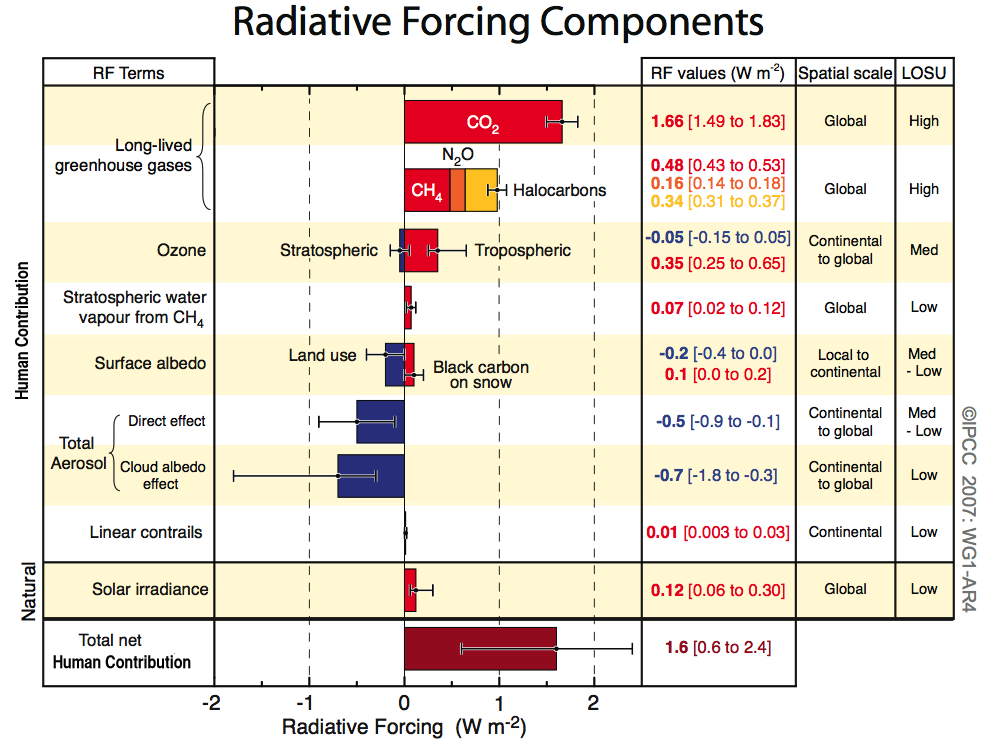 Radiative Forcing Components
RF Terms
RF values (W m-2)
Spatial scale
LOSU
Human Contribution
Long-lived
greenhouse gases
CO2
1.66 [1.49 to 1.83]
Global
High
N2O
CH4
Halocarbons
0.48 [0.43 to 0.53]
0.16 [0.14 to 0.18]
0.34 [0.31 to 0.37]
Global
High
Ozone
Stratospheric
Tropospheric
-0.05 [-0.15 to 0.05]
0.35 [0.25 to 0.65]
Continental
to global
Med
Stratospheric water
vapour from CH4
0.07 [0.02 to 0.12]
Global
Low
Surface albedo
Land use
Black carbon
on snow
-0.2 [-0.4 to 0.0]
0.1 [0.0 to 0.2]
Local to
continental
Med
- Low
Total
Aerosol
Direct effect
-0.5 [-0.9 to -0.1]
Continental
to global
Med
- Low
Cloud albedo
effect
-0.7 [-1.8 to -0.3]
Continental
to global
Low
Linear contrails
0.01 [0.003 to 0.03]
Continental
Low
Natural
Solar irradiance
0.12 [0.06 to 0.30]
Global
Low
Total net
Human Contribution
1.6 [0.6 to 2.4]
-2 -1 0 1 2
Radiative Forcing (W m-2)
©IPCC 2007: WG1-AR4